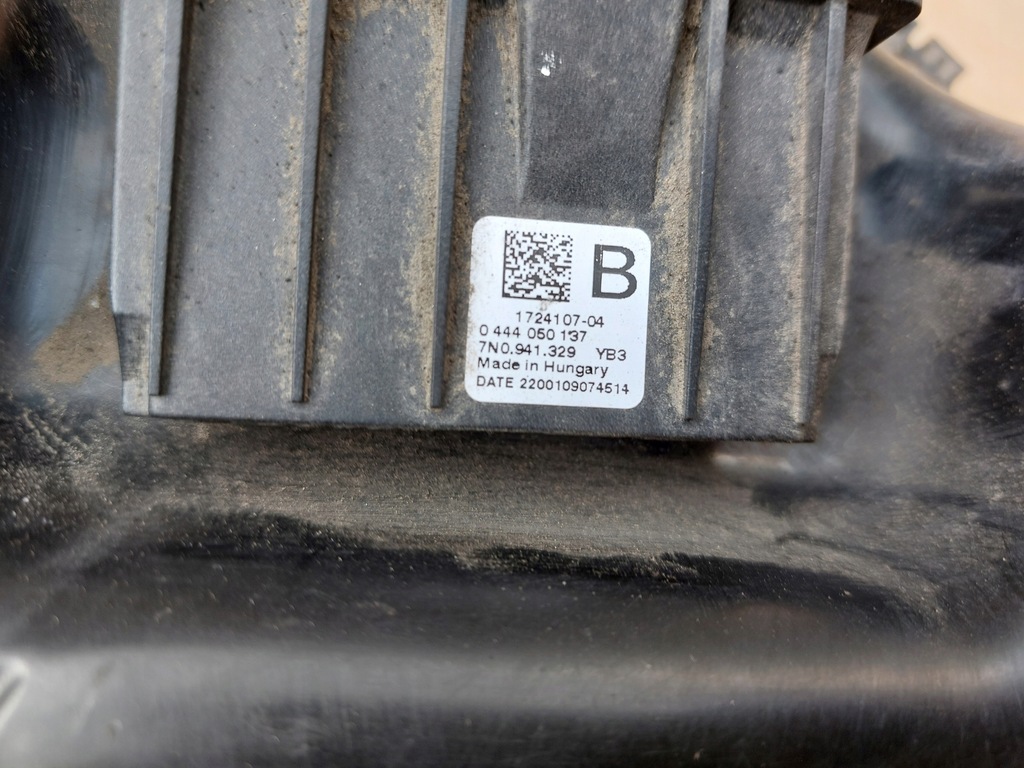 B
1724107-04
0 444 050 137
7N0.941.329 YB3
Made in Hungary
DATE 2200109074514